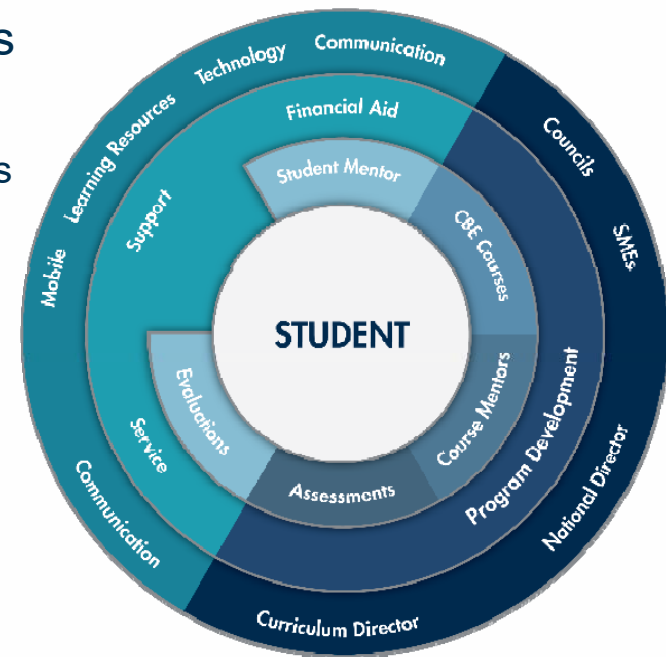 s
s
Communication
Technology
Learning Resources
Mobile
Communication
Councils
SMEs
National Director
Curriculum Director
Financial Aid
Support
Service
Program Development
Student Mentor
CBE Courses
Course Mentors
Assessments
Evaluations
STUDENT